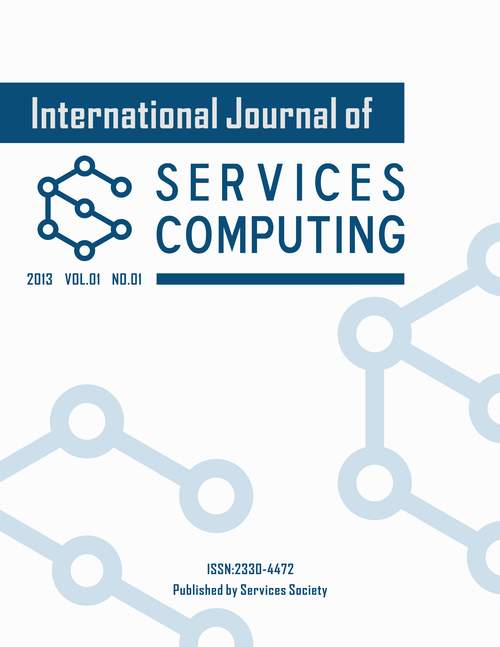 International Journal of
SERVICES
COMPUTING
2013 VOL.01 NO.01
ISSN:2330-4472
Published by Services Society